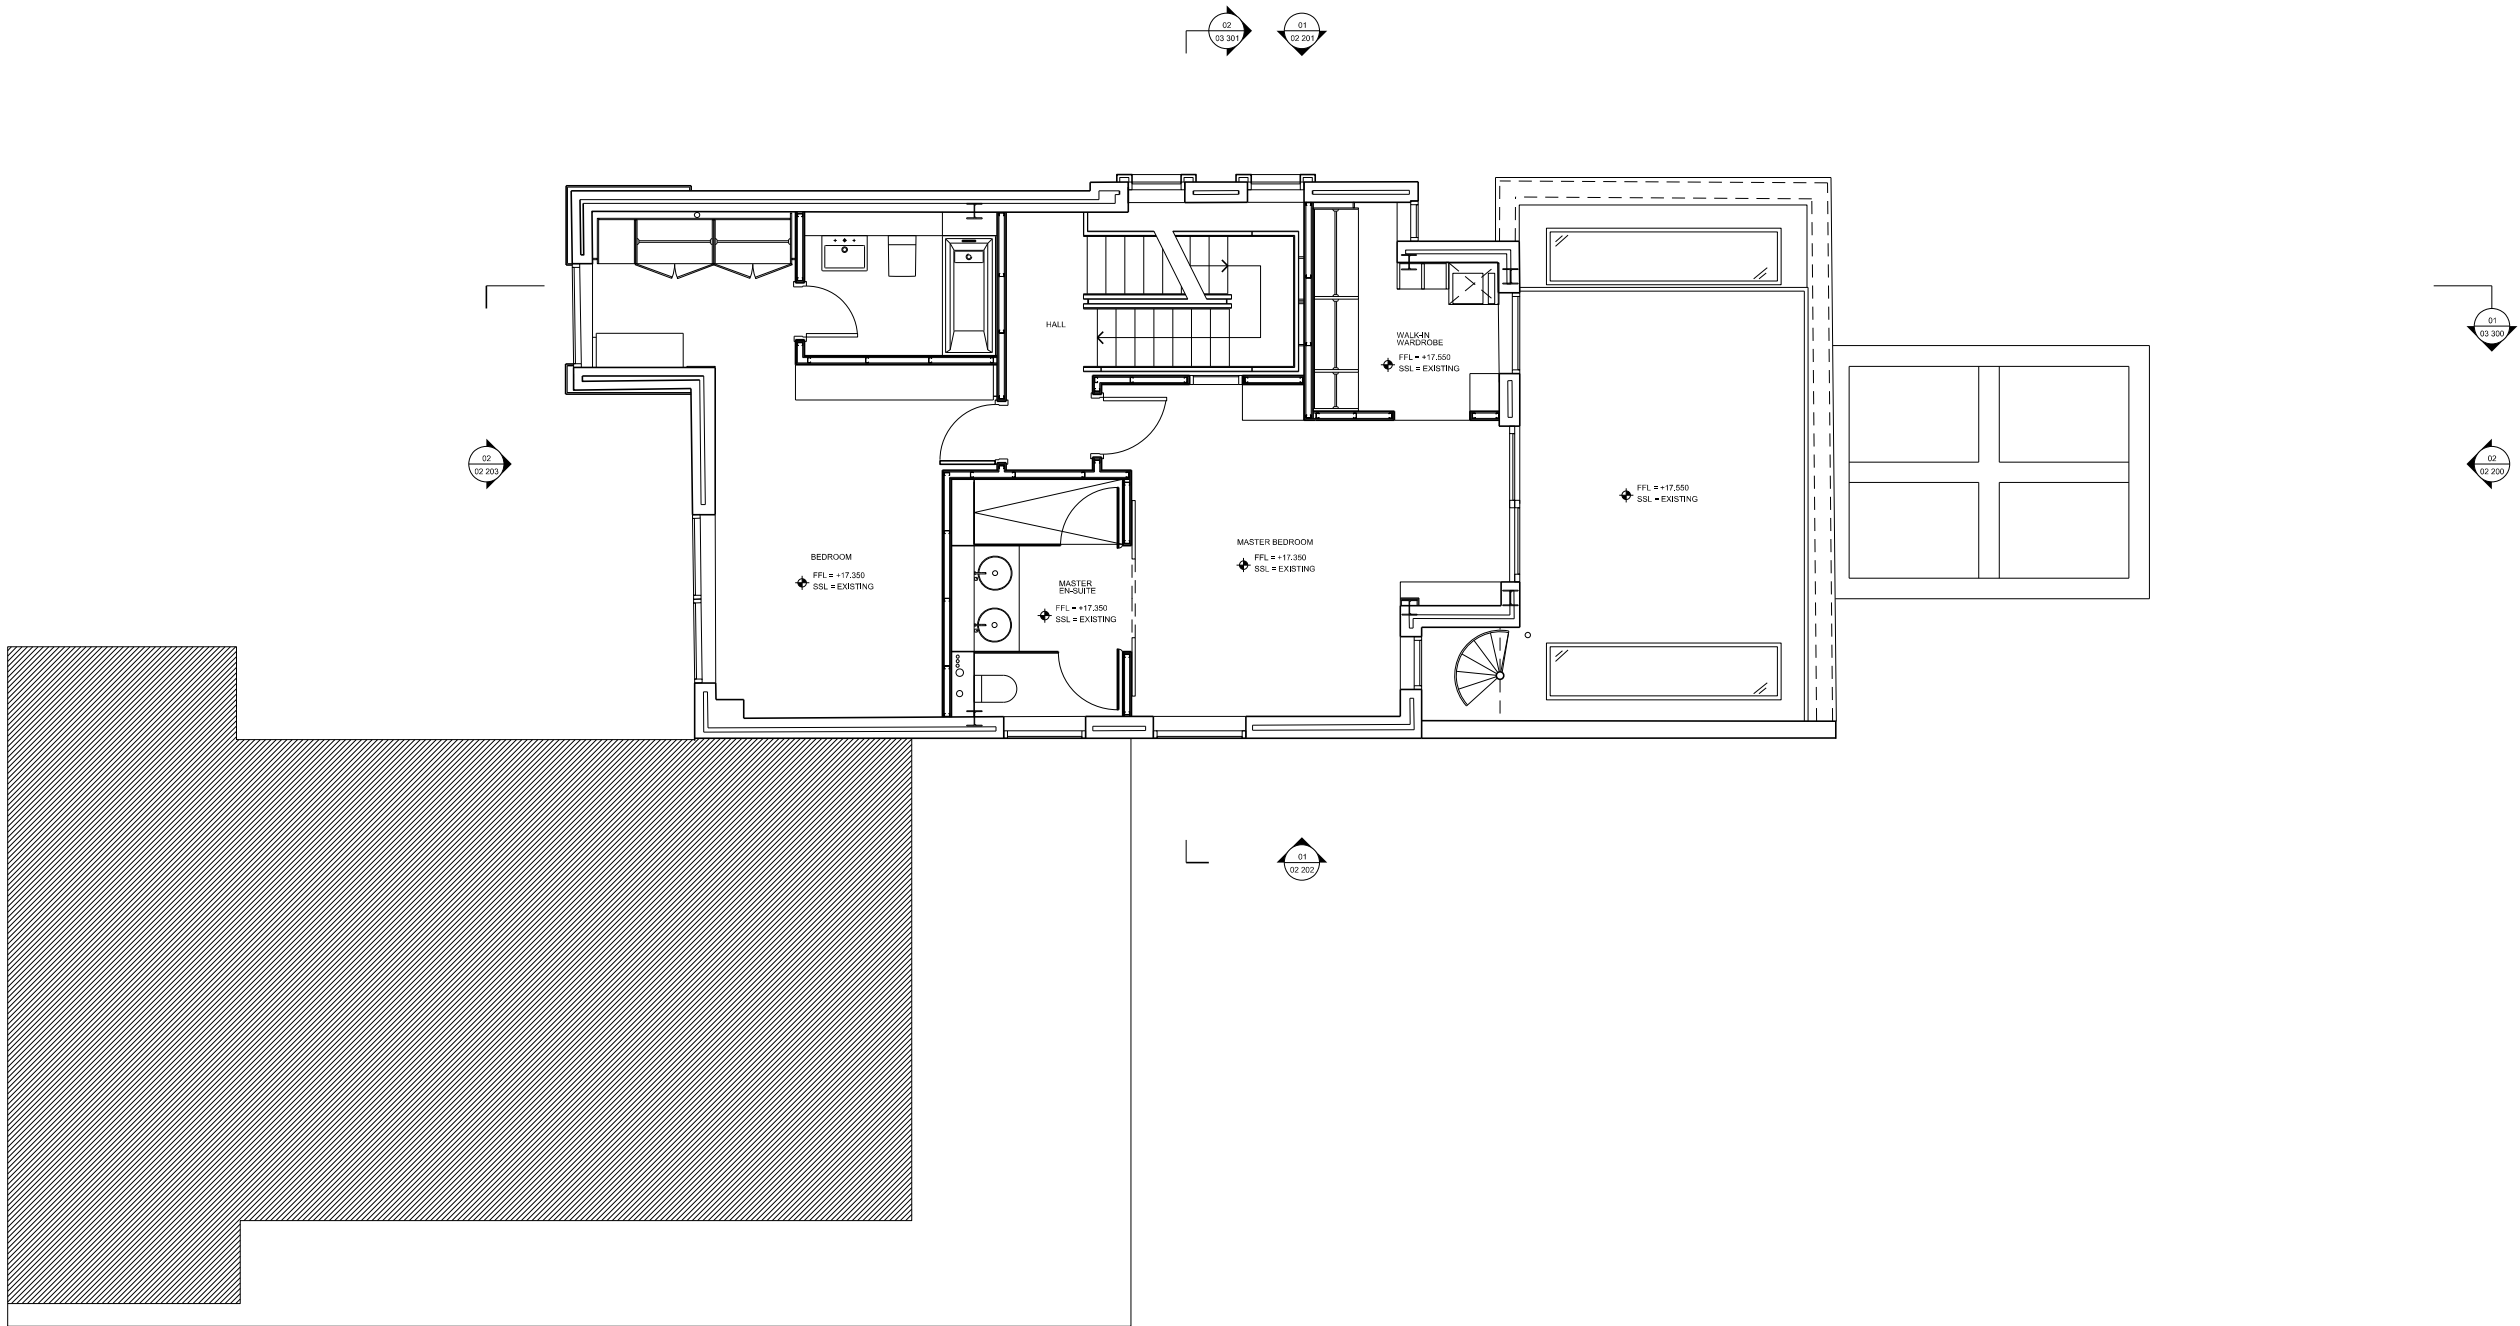 02
03 301
01
02 201
01
03 300
HALL
WALK-IN
WARDROBE
FFL = +17.550
SSL = EXISTING
02
02 203
02
02 200
FFL = +17.550
SSL = EXISTING
MASTER BEDROOM
FFL = +17.350
SSL = EXISTING
BEDROOM
FFL = +17.350
SSL = EXISTING
MASTER
EN-SUITE
FFL = +17.350
SSL = EXISTING
01
02 202